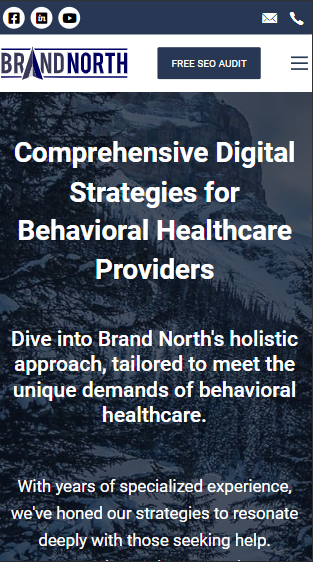 BRANDNORTH
FREE SEO AUDIT
Comprehensive Digital
Strategies for
Behavioral Healthcare
Providers
Dive into Brand North's holistic
approach, tailored to meet the
unique demands of behavioral
healthcare.
With years of specialized experience,
we've honed our strategies to resonate
deeply with those seeking help.